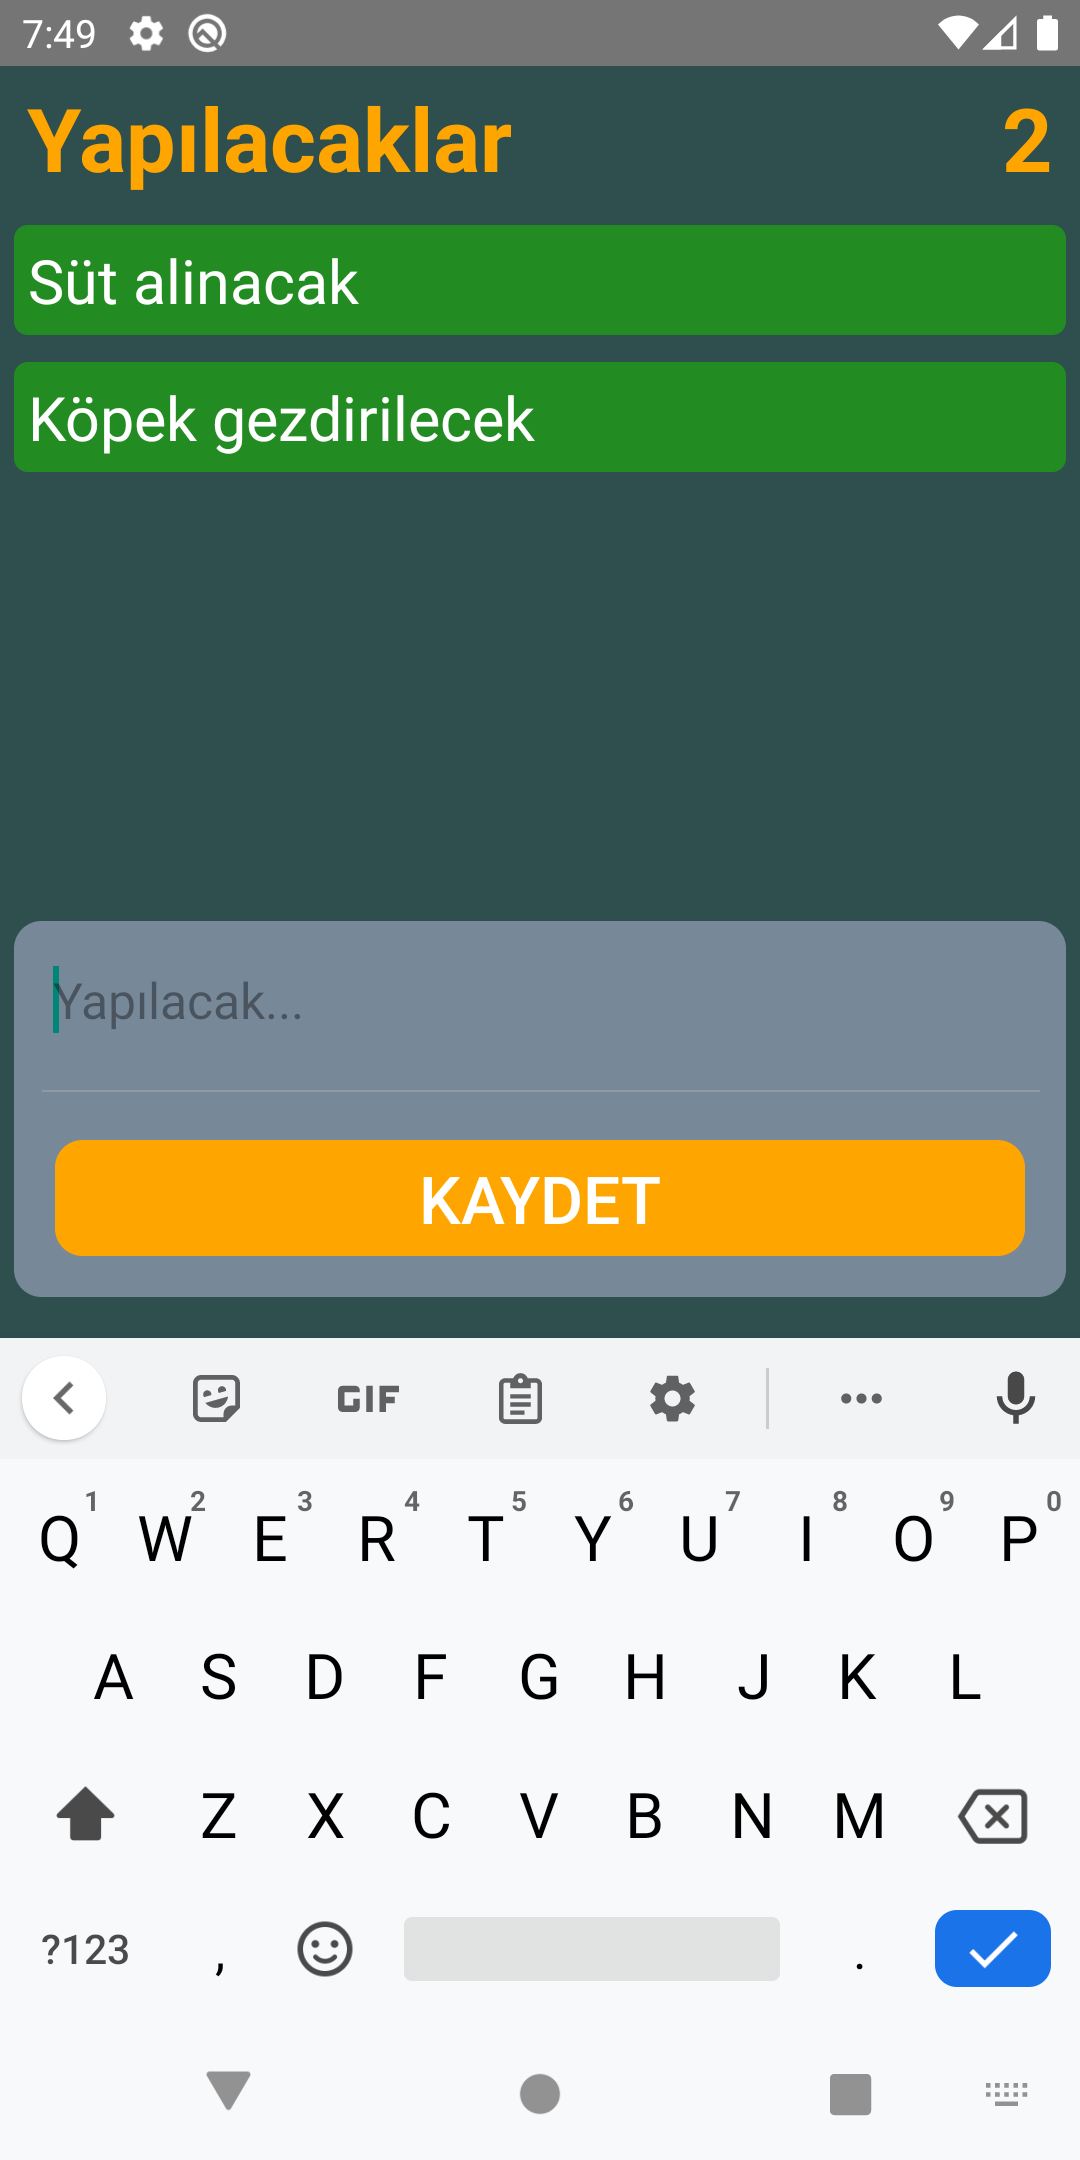 7:49
Yapılacaklar 2
Süt alinacak
Köpek gezdirilecek
Yapılacak...
KAYDET
GIF
1 2 3 4 5 6 7 8 9 0
Q W E R T Y U I O P
A S D F G H J K L
Z X C V B N M
?123 , .